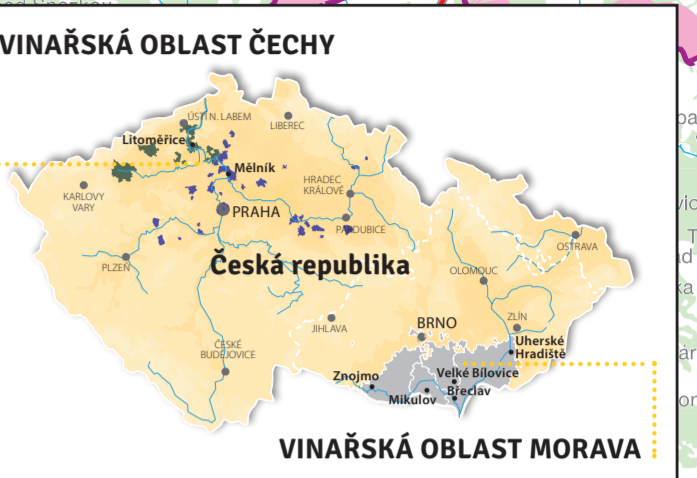 VINAŘSKÁ OBLAST ČECHY
ÚSTÍ N. LABEM
LIBEREC
Litoměřice
Mělník
HRADEC
KRÁLOVÉ
KARLOVY
VARY
PRAHA
PARDUBICE
OSTRAVA
PLZEŇ
Česká republika
OLOMOUC
JIHLAVA
BRNO
ZLÍN
ČESKÉ
BUDĚJOVICE
Uherské
Hradiště
Znojmo
Velké Bílovice
Mikulov
Břeclav
VINAŘSKÁ OBLAST MORAVA